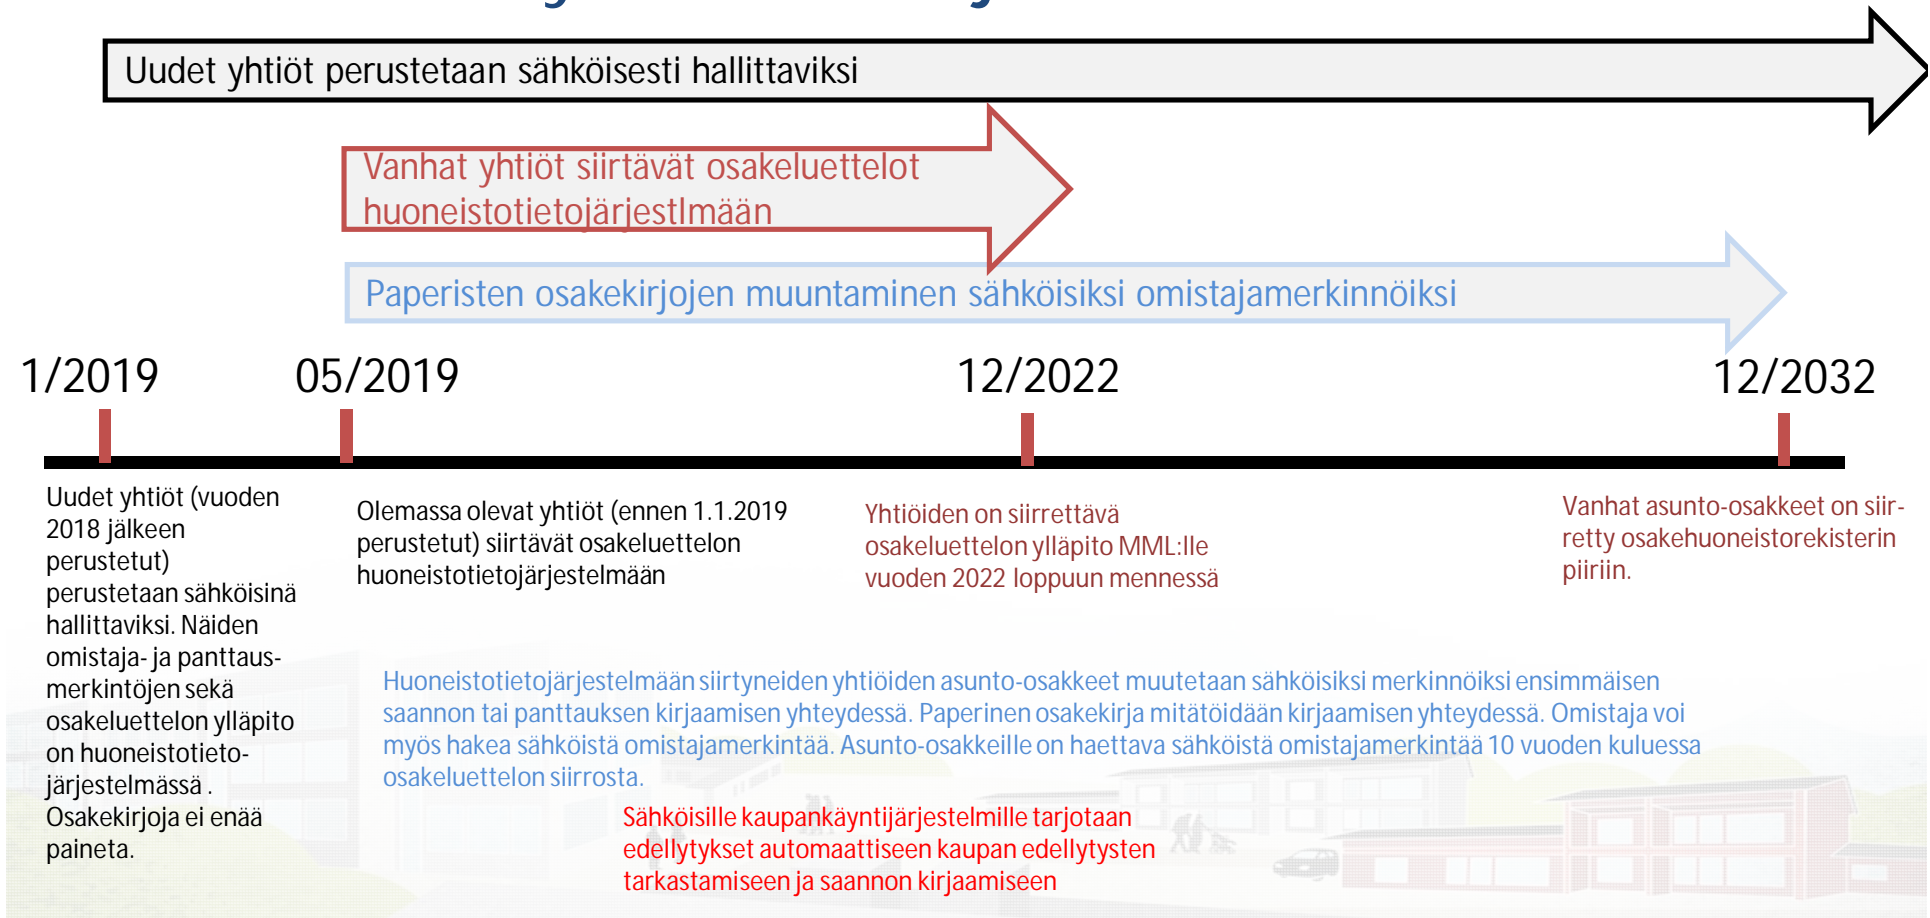 Uudet yhtiöt perustetaan sähköisesti hallittaviksi
Vanhat yhtiöt siirtävät osakeluettelot
huoneistotietojärjestlmään
Paperisten osakekirjojen muuntaminen sähköisiksi omistajamerkinnöiksi
1/2019
05/2019
12/2022
12/2032
Uudet yhtiöt (vuoden
2018 jälkeen
perustetut)
perustetaan sähköisinä
hallittaviksi. Näiden
omistaja- ja panttaus-
merkintöjen sekä
osakeluettelon ylläpito
on huoneistotieto-
järjestelmässä .
Osakekirjoja ei enää
paineta.
Olemassa olevat yhtiöt (ennen 1.1.2019
perustetut) siirtävät osakeluettelon
huoneistotietojärjestelmään
Yhtiöiden on siirrettävä
osakeluettelon ylläpito MML:lle
vuoden 2022 loppuun mennessä
Vanhat asunto-osakkeet on siir-
retty osakehuoneistorekisterin
piiriin.
Huoneistotietojärjestelmään siirtyneiden yhtiöiden asunto-osakkeet muutetaan sähköisiksi merkinnöiksi ensimmäisen
saannon tai panttauksen kirjaamisen yhteydessä. Paperinen osakekirja mitätöidään kirjaamisen yhteydessä. Omistaja voi
myös hakea sähköistä omistajamerkintää. Asunto-osakkeille on haettava sähköistä omistajamerkintää 10 vuoden kuluessa
osakeluettelon siirrosta.
Sähköisille kaupankäyntijärjestelmille tarjotaan
edellytykset automaattiseen kaupan edellytysten
tarkastamiseen ja saannon kirjaamiseen